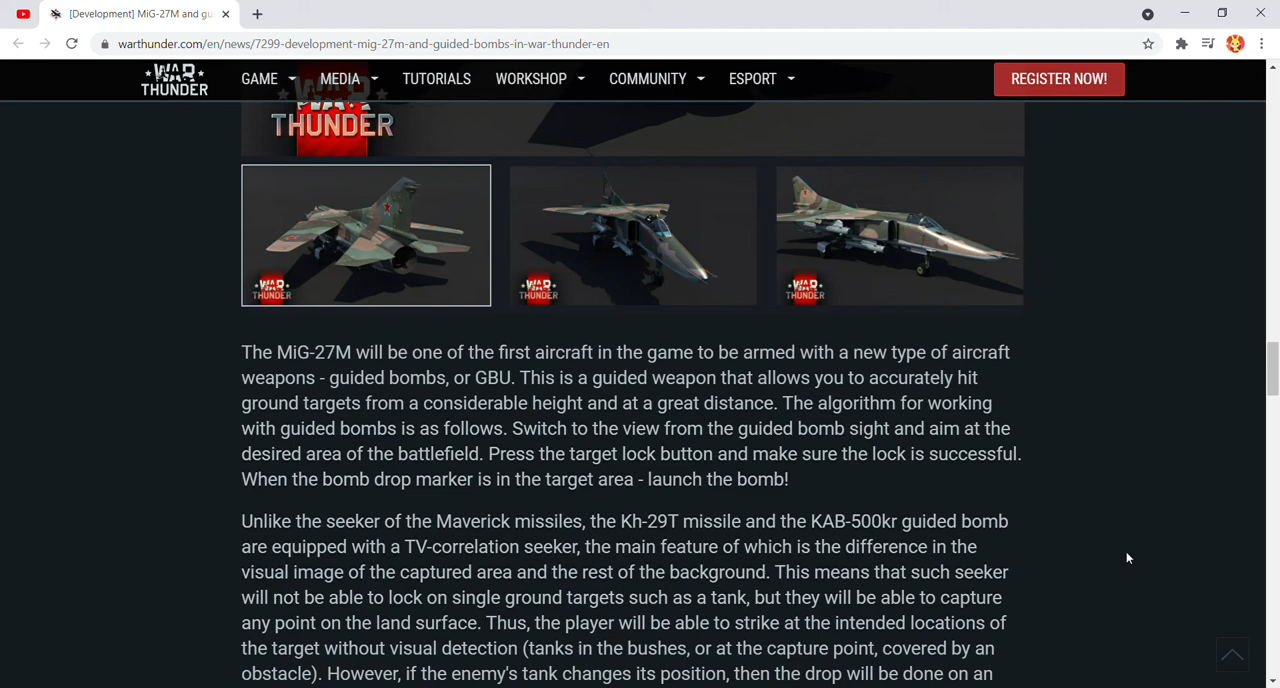 [Development] MiG-27M and gu
warthunder.com/en/news/7299-development-mig-27m-and-guided-bombs-in-war-thunder-en
WAR THUNDER GAME MEDIA TUTORIALS WORKSHOP COMMUNITY ESPORT REGISTER NOW!
WAR
THUNDER
WAR THUNDER WAR THUNDER WAR THUNDER
The MiG-27M will be one of the first aircraft in the game to be armed with a new type of aircraft
weapons - guided bombs, or GBU. This is a guided weapon that allows you to accurately hit
ground targets from a considerable height and at a great distance. The algorithm for working
with guided bombs is as follows. Switch to the view from the guided bomb sight and aim at the
desired area of the battlefield. Press the target lock button and make sure the lock is successful.
When the bomb drop marker is in the target area - launch the bomb!
Unlike the seeker of the Maverick missiles, the Kh-29T missile and the KAB-500kr guided bomb
are equipped with a TV-correlation seeker, the main feature of which is the difference in the
visual image of the captured area and the rest of the background. This means that such seeker
will not be able to lock on single ground targets such as a tank, but they will be able to capture
any point on the land surface. Thus, the player will be able to strike at the intended locations of
the target without visual detection (tanks in the bushes, or at the capture point, covered by an
obstacle). However, if the enemy's tank changes its position, then the drop will be done on an